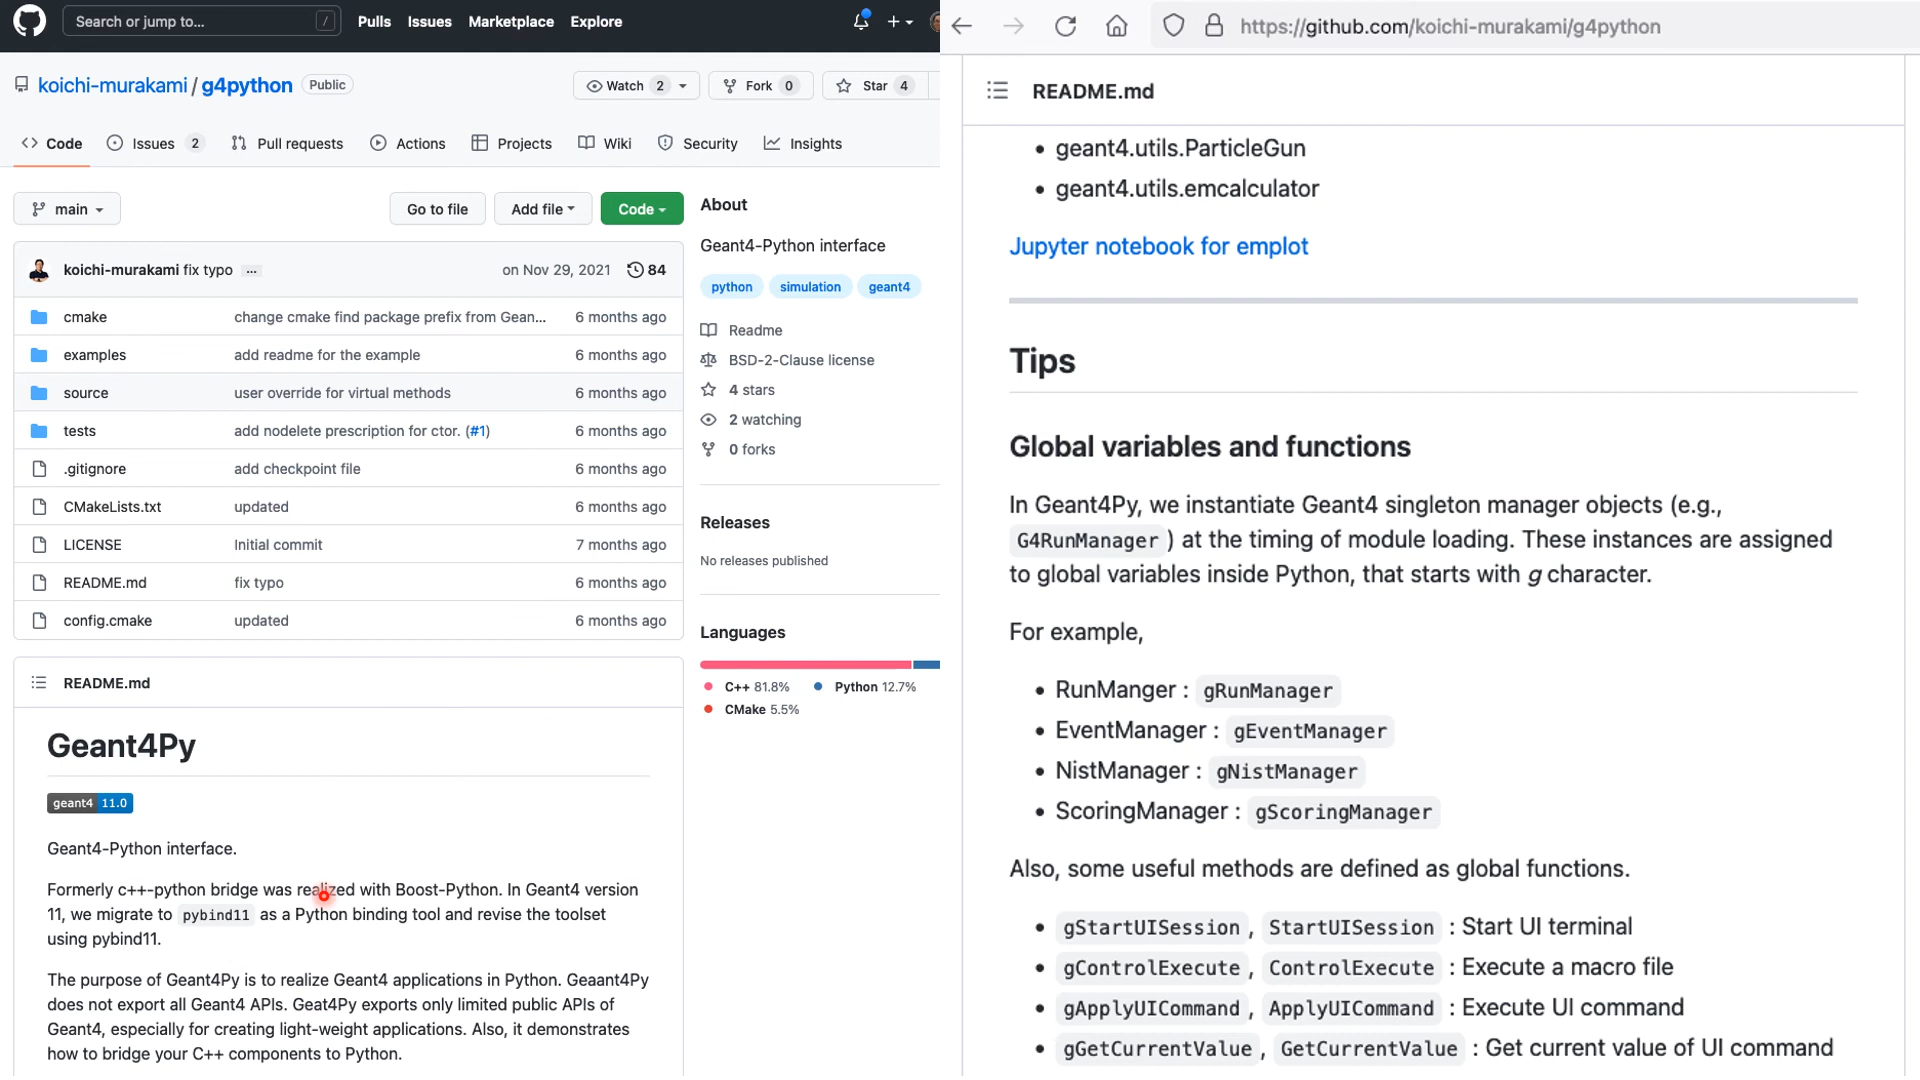 Search or jump to... /
Pulls Issues Marketplace Explore
koichi-murakami / g4python Public
Watch 2 Fork 0 Star 4
Code Issues 2 Pull requests Actions Projects Wiki Security Insights
main Go to file Add file Code
koichi-murakami fix typo ... on Nov 29, 2021 84
cmake change cmake find package prefix from Gean... 6 months ago
examples add readme for the example 6 months ago
source user override for virtual methods 6 months ago
tests add nodelete prescription for ctor. (#1) 6 months ago
.gitignore add checkpoint file 6 months ago
CMakeLists.txt updated 6 months ago
LICENSE Initial commit 7 months ago
README.md fix typo 6 months ago
config.cmake updated 6 months ago
README.md
Geant4Py
geant4 11.0
Geant4-Python interface.
Formerly c++-python bridge was realized with Boost-Python. In Geant4 version
11, we migrate to pybind11 as a Python binding tool and revise the toolset
using pybind11.
The purpose of Geant4Py is to realize Geant4 applications in Python. Geaant4Py
does not export all Geant4 APIs. Geat4Py exports only limited public APIs of
Geant4, especially for creating light-weight applications. Also, it demonstrates
how to bridge your C++ components to Python.
About
Geant4-Python interface
python simulation geant4
Readme
BSD-2-Clause license
4 stars
2 watching
0 forks
Releases
No releases published
Languages
C++ 81.8% Python 12.7%
CMake 5.5%
https://github.com/koichi-murakami/g4python
README.md
geant4.utils.ParticleGun
geant4.utils.emcalculator
Jupyter notebook for emplot
Tips
Global variables and functions
In Geant4Py, we instantiate Geant4 singleton manager objects (e.g.,
G4RunManager ) at the timing of module loading. These instances are assigned
to global variables inside Python, that starts with g character.
For example,
RunManger : gRunManager
EventManager : gEventManager
NistManager : gNistManager
ScoringManager : gScoringManager
Also, some useful methods are defined as global functions.
gStartUISession , StartUISession : Start UI terminal
gControlExecute , ControlExecute : Execute a macro file
gApplyUICommand , ApplyUICommand : Execute UI command
gGetCurrentValue , GetCurrentValue : Get current value of UI command